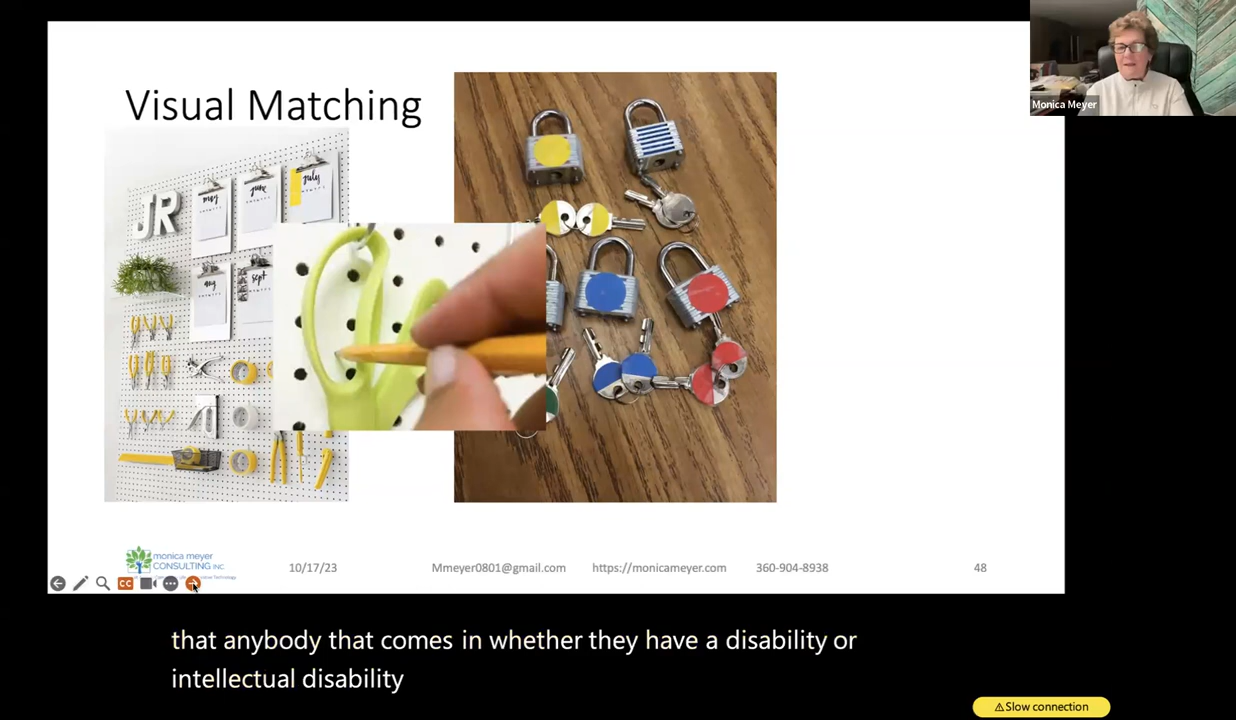 Visual Matching
JR
may
june
july
aug
sept
monica meyer
CONSULTING INC.
10/17/23
Mmeyer0801@gmail.com
https://monicameyer.com
360-904-8938
48
CC
that anybody that comes in whether they have a disability or
intellectual disability
Monica Meyer
Slow connection